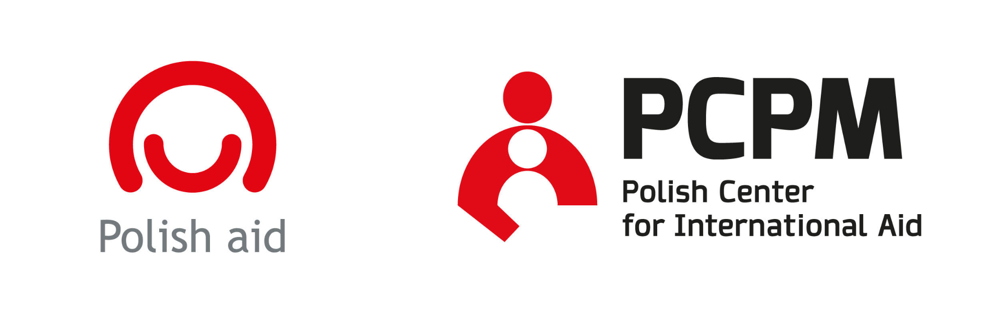 Polish aid
PCPM
Polish Center
for International Aid